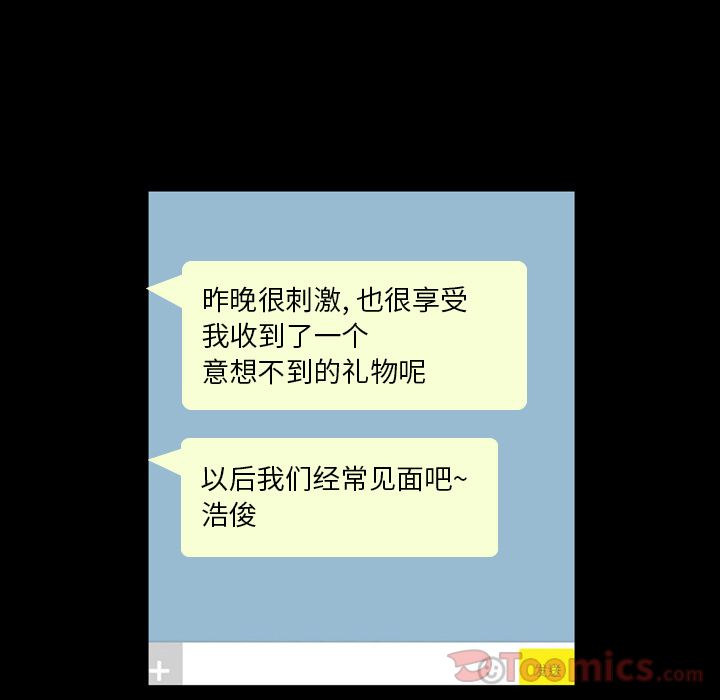 昨晚很刺激, 也很享受
我收到了一个
意想不到的礼物呢
以后我们经常见面吧~
浩俊
发送
Toomics.com